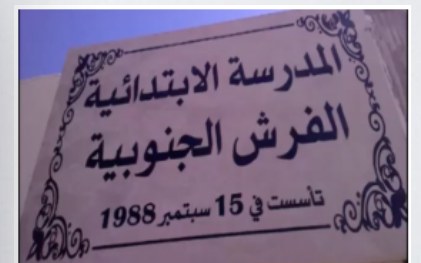 المدرسة الابتدائية
الفرش الجنوبية
تأسست في 15 سبتمبر 1988